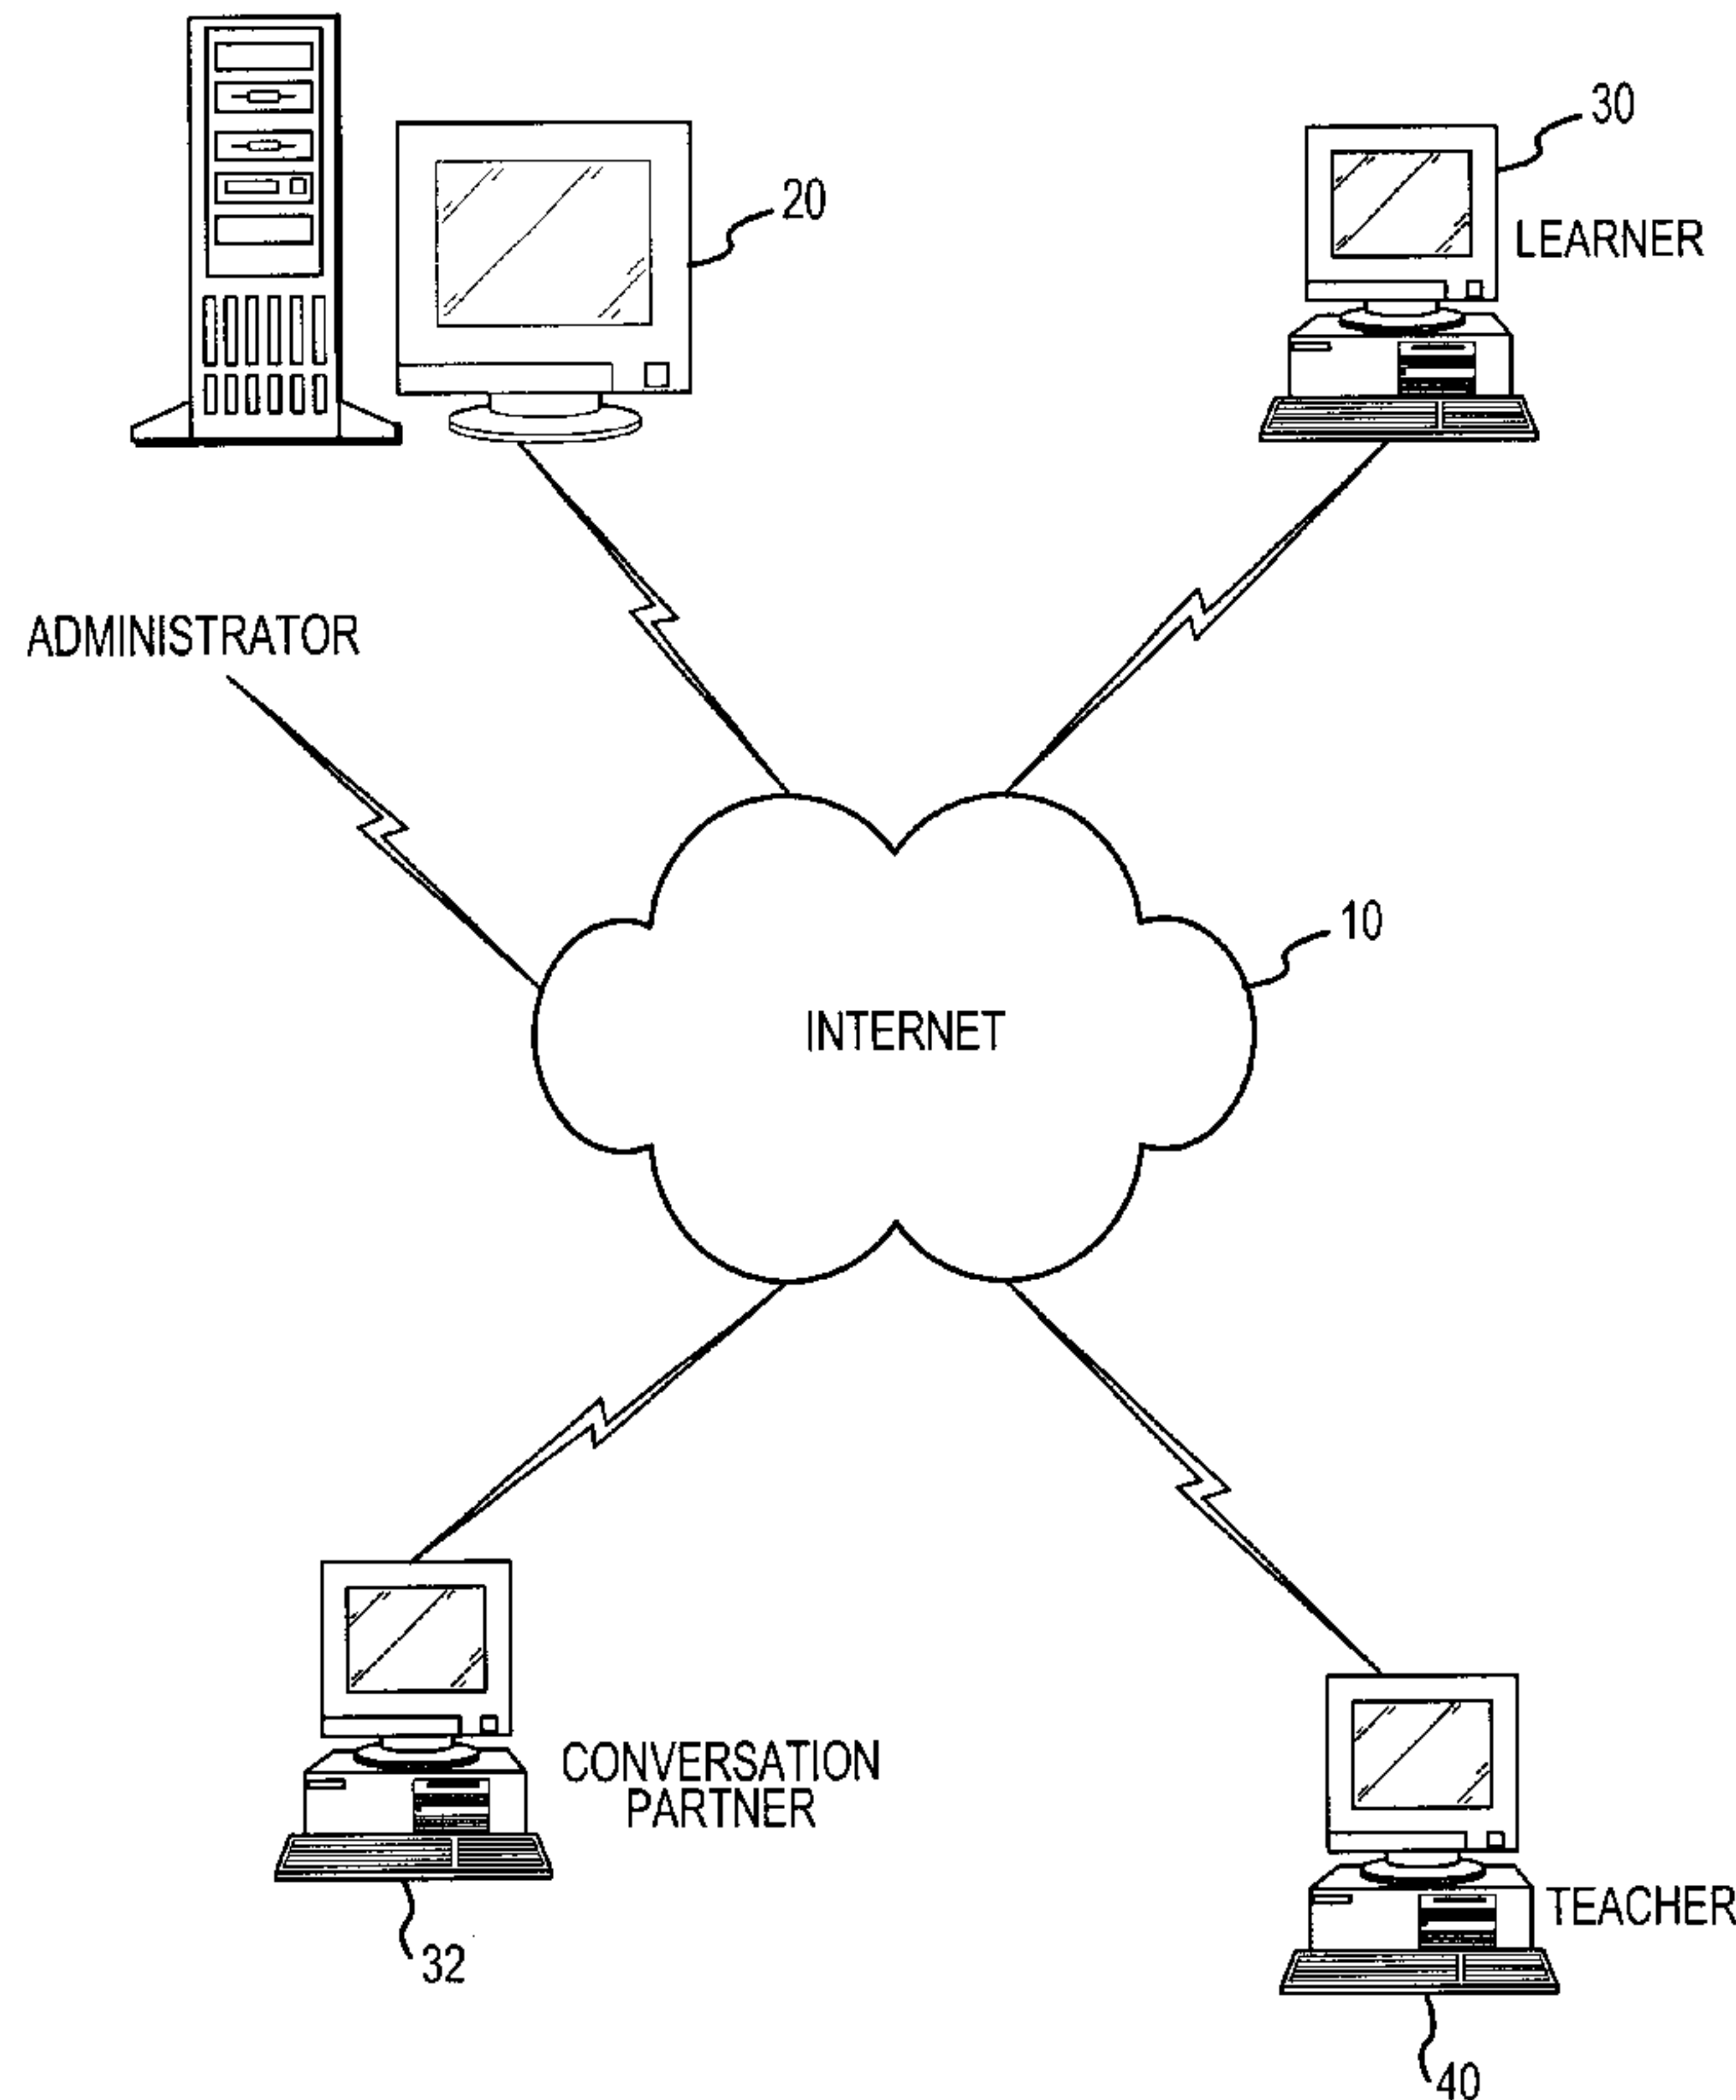 30
20
LEARNER
ADMINISTRATOR
10
INTERNET
CONVERSATION
PARTNER
TEACHER
32
40